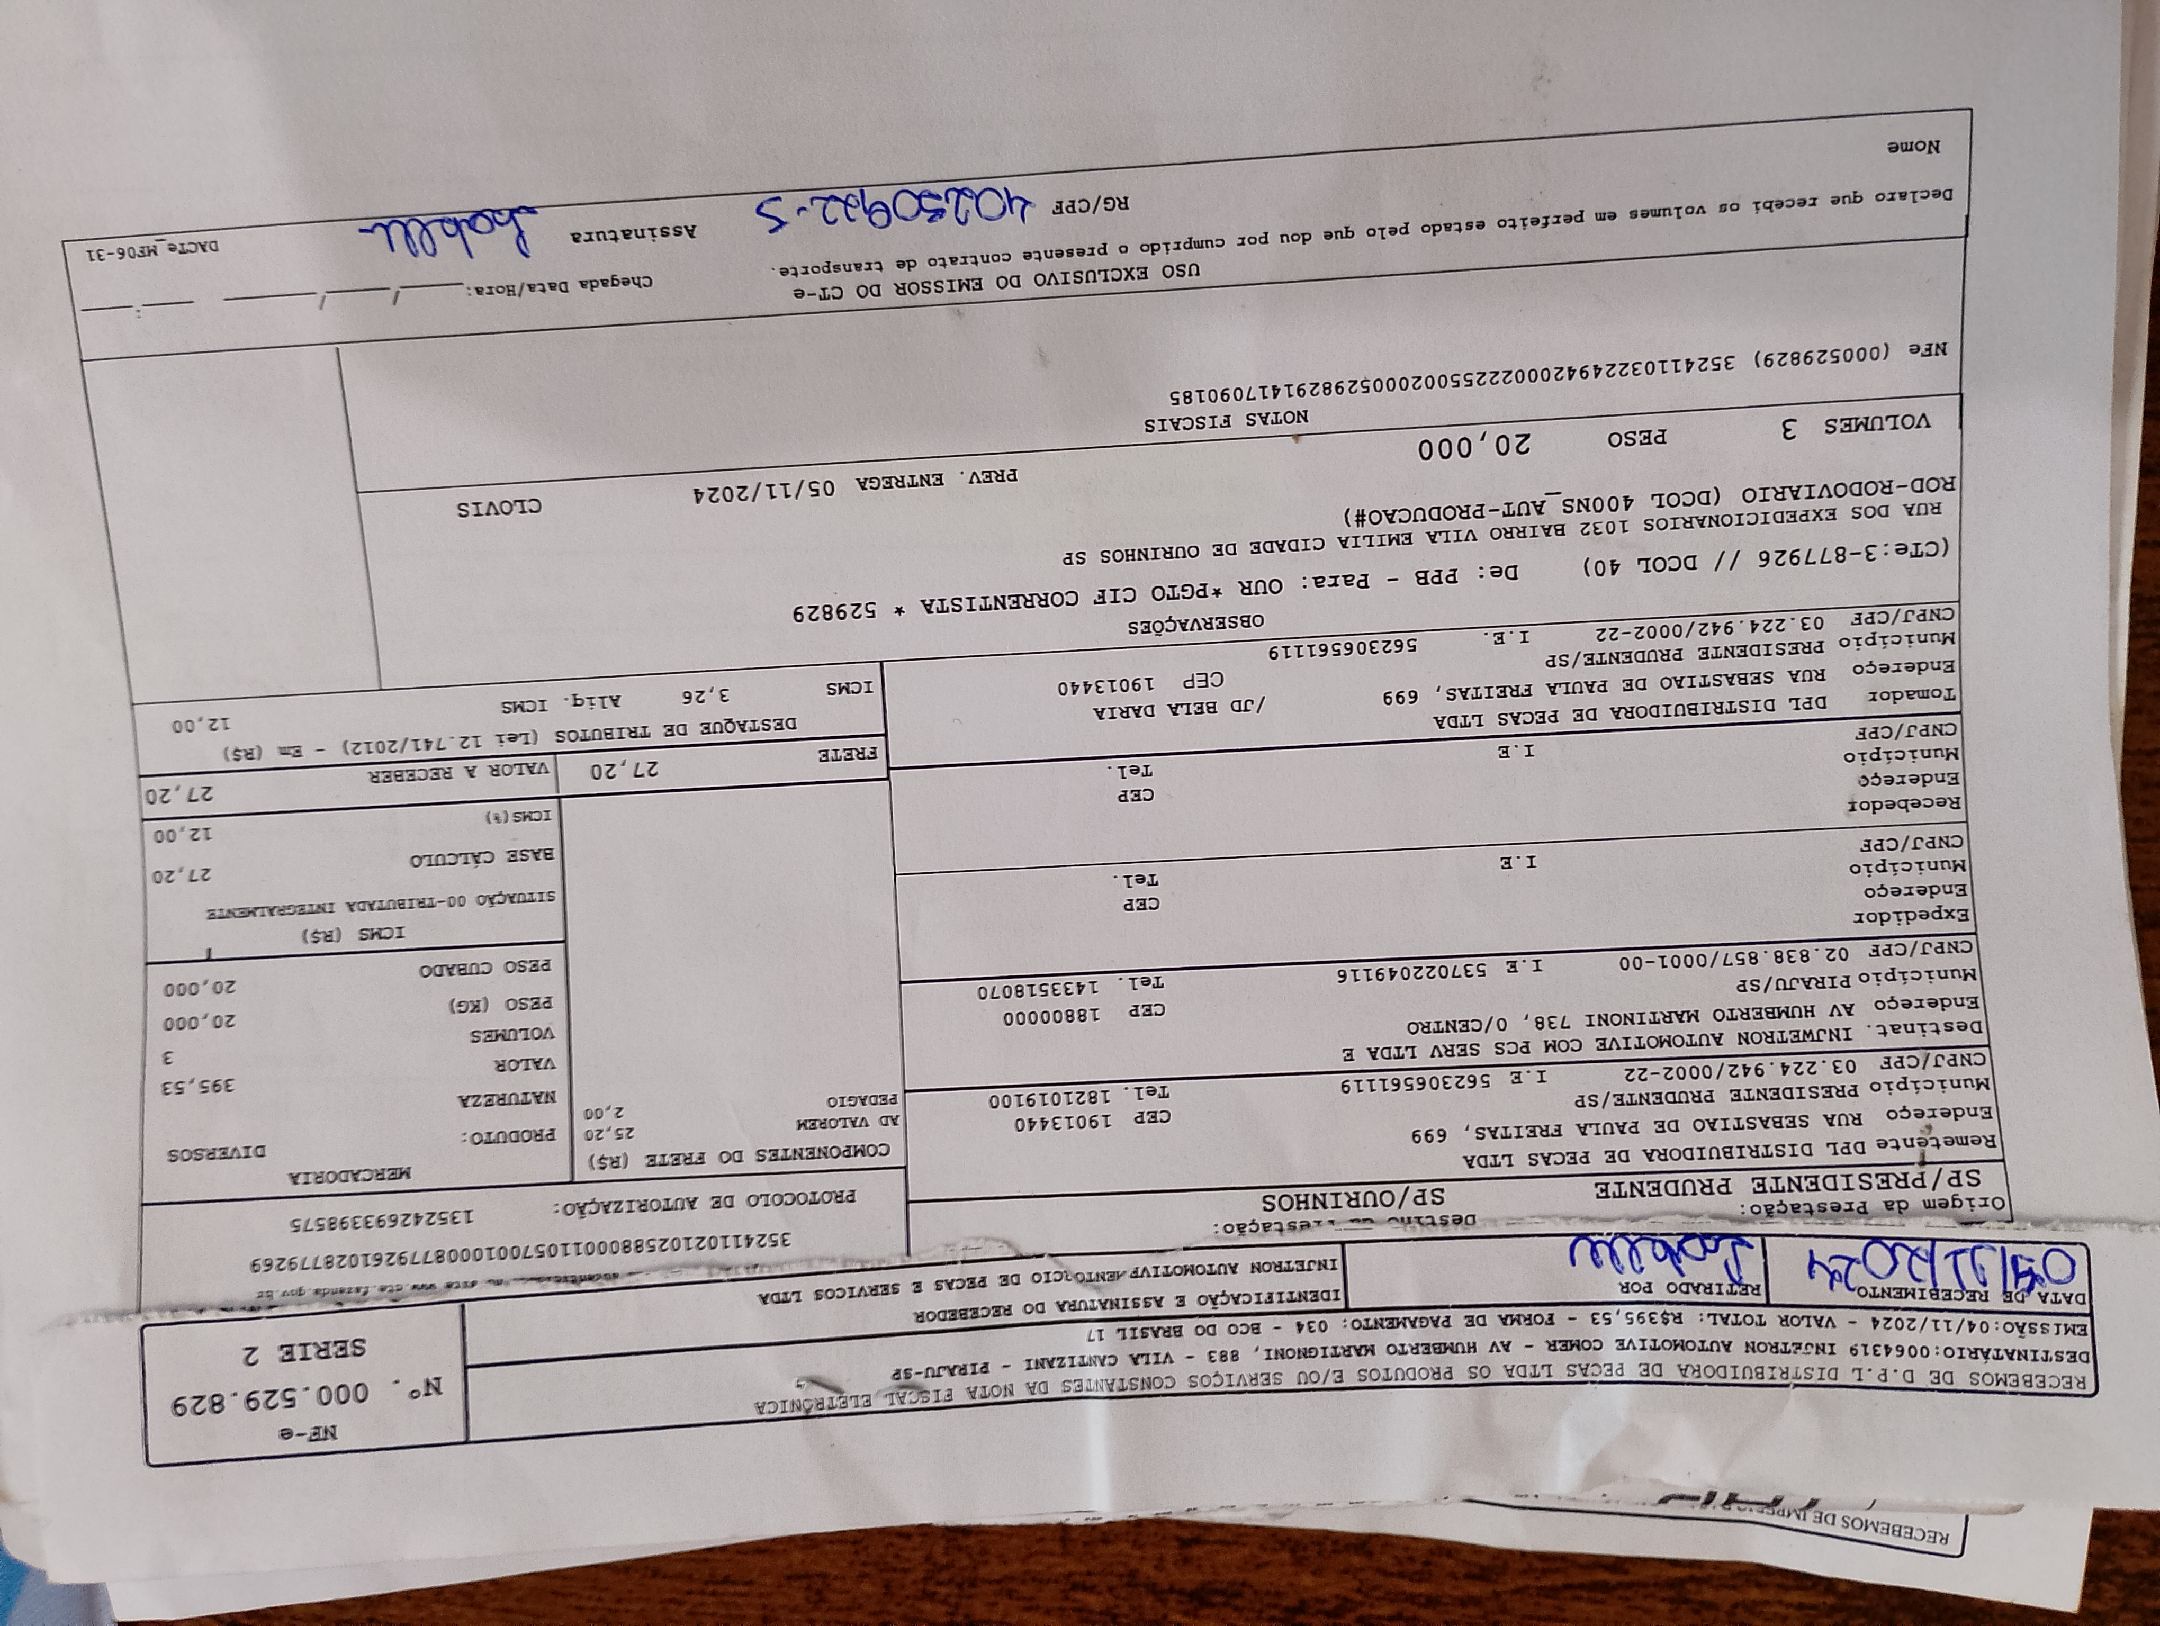 RECEBEMOS DE
RECEBEMOS DE D.P.L DISTRIBUIDORA DE PECAS LTDA OS PRODUTOS E/OU SERVIÇOS CONSTANTES DA NOTA FISCAL ELETRÔNICA
DESTINATÁRIO:0064319 INJETRON AUTOMOTIVE COMER - AV HUMBERTO MARTIGNONI, 883 - VILA CANTIZANI - PIRAJU-SP
EMISSÃO:04/11/2024 - VALOR TOTAL: R$395,53 - FORMA DE PAGAMENTO: 034 - BCO DO BRASIL 17
NF-e
Nº. 000.529.829
SERIE 2
DATA DE RECEBIMENTO
RETIRADO POR
IDENTIFICAÇÃO E ASSINATURA DO RECEBEDOR
INJETRON AUTOMOTIVE COMERCIO DE PECAS E SERVICOS LTDA
35241102102588000110570010008779261028779269
PROTOCOLO DE AUTORIZAÇÃO: 135242693398575
Origem da Prestação:
SP/PRESIDENTE PRUDENTE
Destino da Prestação:
SP/OURINHOS
Remetente DPL DISTRIBUIDORA DE PECAS LTDA
Endereço RUA SEBASTIAO DE PAULA FREITAS, 699
Município PRESIDENTE PRUDENTE/SP CEP 19013440
CNPJ/CPF 03.224.942/0002-22 I.E 562306561119 Tel. 1821019100
Destinat. INJWETRON AUTOMOTIVE COM PCS SERV LTDA E
Endereço AV HUMBERTO MARTINONI 738, 0/CENTRO
Município PIRAJU/SP CEP 18800000
CNPJ/CPF 02.838.857/0001-00 I.E 537022049116 Tel. 1433518070
Expedidor
Endereço
Município CEP
CNPJ/CPF I.E Tel.
Recebedor
Endereço
Município CEP
CNPJ/CPF I.E Tel.
Tomador DPL DISTRIBUIDORA DE PECAS LTDA
Endereço RUA SEBASTIAO DE PAULA FREITAS, 699 /JD BELA DARIA
Município PRESIDENTE PRUDENTE/SP CEP 19013440
CNPJ/CPF 03.224.942/0002-22 I.E. 562306561119
COMPONENTES DO FRETE (R$)
AD VALOREM 25,20
PEDAGIO 2,00
FRETE 27,20
MERCADORIA
PRODUTO: DIVERSOS
NATUREZA
VALOR 395,53
VOLUMES 3
PESO (KG) 20,000
PESO CUBADO 20,000
ICMS (R$)
SITUAÇÃO 00-TRIBUTADA INTEGRALMENTE
BASE CÁLCULO 27,20
ICMS(%) 12,00
VALOR A RECEBER 27,20
DESTAQUE DE TRIBUTOS (Lei 12.741/2012) - Em (R$)
ICMS 3,26 Aliq. ICMS 12,00
OBSERVAÇÕES
(CTe:3-877926 // DCOL 40) De: PPB - Para: OUR *PGTO CIF CORRENTISTA * 529829
RUA DOS EXPEDICIONARIOS 1032 BAIRRO VILA EMILIA CIDADE DE OURINHOS SP
ROD-RODOVIARIO (DCOL 400NS_AUT-PRODUCAO#)
VOLUMES 3 PESO 20,000 PREV. ENTREGA 05/11/2024 CLOVIS
NOTAS FISCAIS
NFe (000529829) 35241103224942000222550020005298291417090185
USO EXCLUSIVO DO EMISSOR DO CT-e
Declaro que recebi os volumes em perfeito estado pelo que dou por cumprido o presente contrato de transporte.
Chegada Data/Hora: ____/____/____ ____:____
Nome
RG/CPF 40250922-5
Assinatura
DACTe_MF06-31